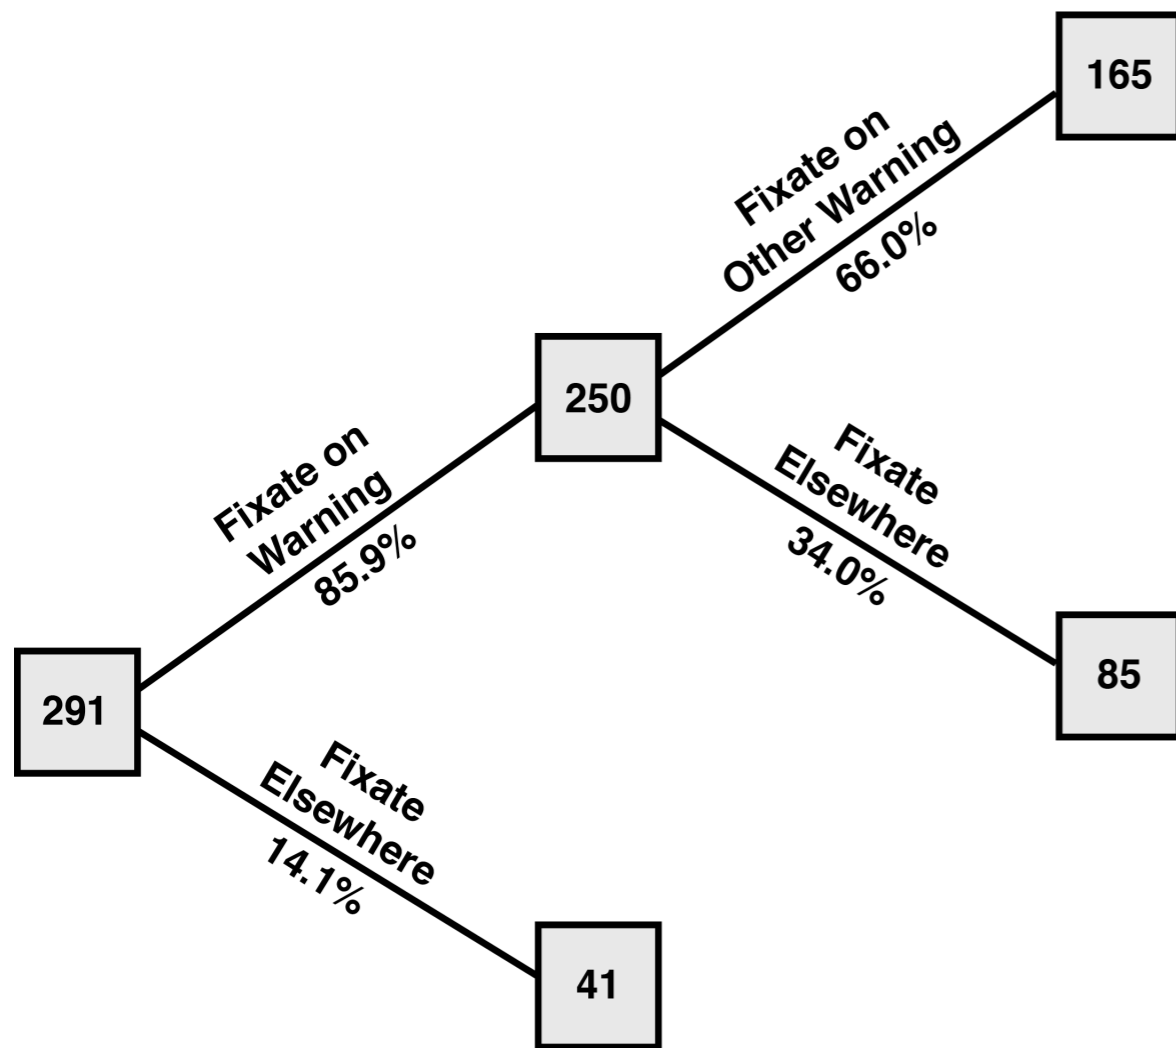 165
Fixate on
Other Warning
66.0%
250
Fixate on
Warning
85.9%
Fixate
Elsewhere
34.0%
291
85
Fixate
Elsewhere
14.1%
41